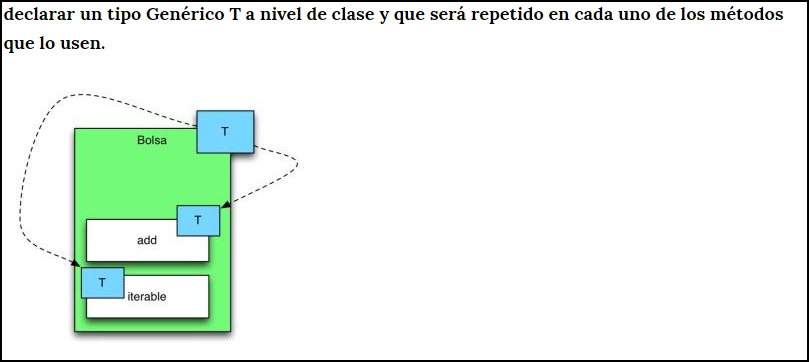 declarar un tipo Genérico T a nivel de clase y que será repetido en cada uno de los métodos
que lo usen.
T
Bolsa
T
add
T
iterable